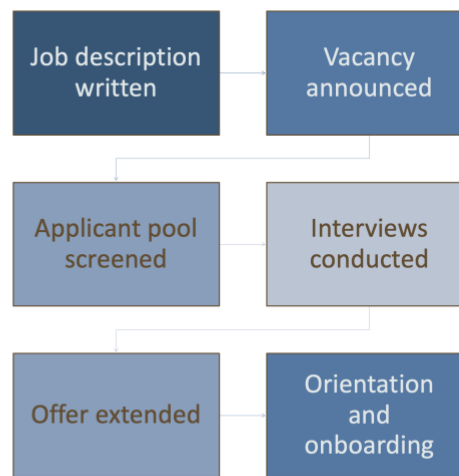 Job description
written
Vacancy
announced
Applicant pool
screened
Interviews
conducted
Offer extended
Orientation
and
onboarding